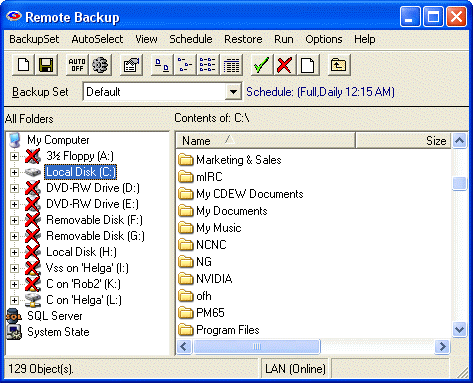 Remote Backup
BackupSet AutoSelect View Schedule Restore Run Options Help
AUTO OFF
Backup Set Default Schedule: (Full,Daily 12:15 AM)
All Folders
My Computer
3½ Floppy (A:)
Local Disk (C:)
DVD-RW Drive (D:)
DVD-RW Drive (E:)
Removable Disk (F:)
Removable Disk (G:)
Local Disk (H:)
Vss on 'Helga' (I:)
C on 'Rob2' (K:)
C on 'Helga' (L:)
SQL Server
System State
Contents of: C:\
Name Size
Marketing & Sales
mIRC
My CDEW Documents
My Documents
My Music
NCNC
NG
NVIDIA
ofh
PM65
Program Files
129 Object(s). LAN (Online)